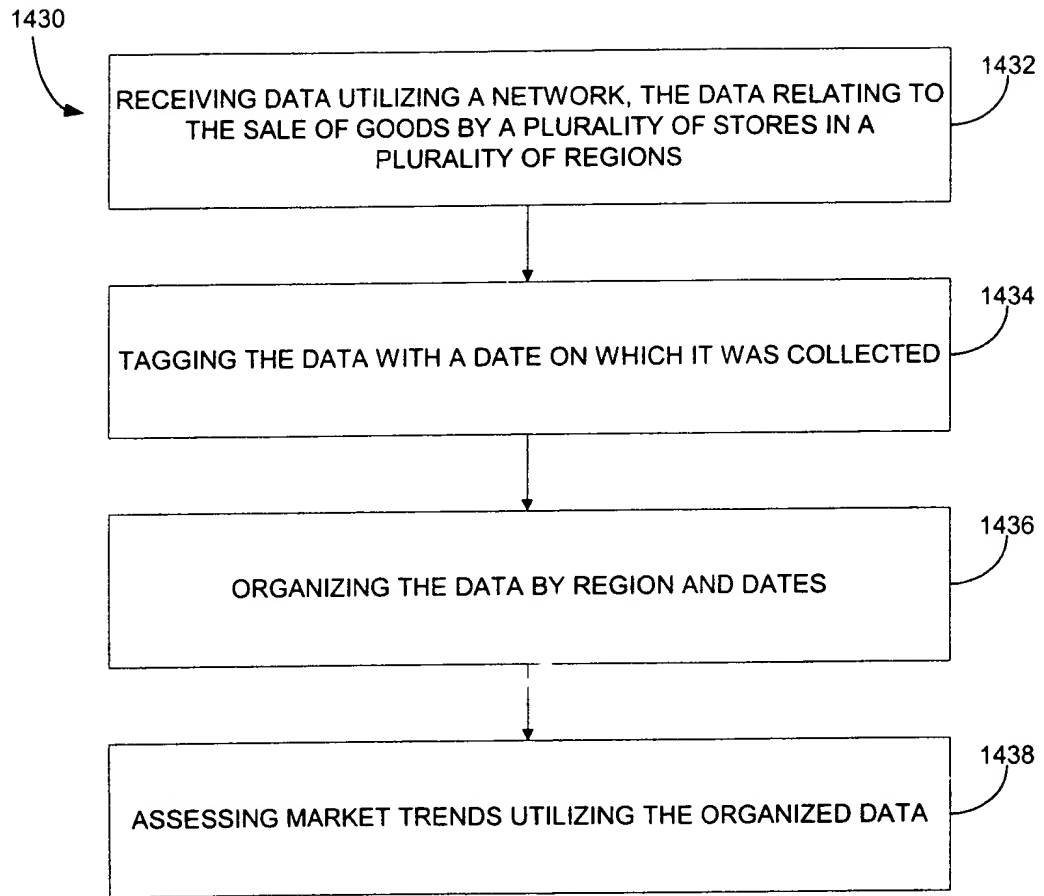 1430
1432
RECEIVING DATA UTILIZING A NETWORK, THE DATA RELATING TO
THE SALE OF GOODS BY A PLURALITY OF STORES IN A
PLURALITY OF REGIONS
1434
TAGGING THE DATA WITH A DATE ON WHICH IT WAS COLLECTED
1436
ORGANIZING THE DATA BY REGION AND DATES
1438
ASSESSING MARKET TRENDS UTILIZING THE ORGANIZED DATA